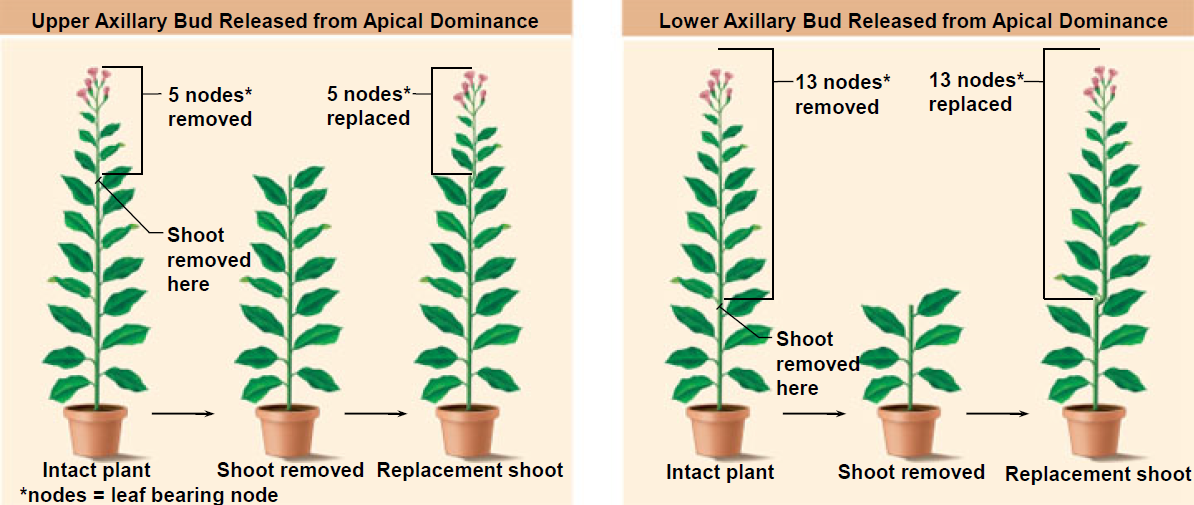 Upper Axillary Bud Released from Apical Dominance
5 nodes*
removed
5 nodes*
replaced
Shoot
removed
here
Intact plant
Shoot removed
Replacement shoot
*nodes = leaf bearing node
Lower Axillary Bud Released from Apical Dominance
13 nodes*
removed
13 nodes*
replaced
Shoot
removed
here
Intact plant
Shoot removed
Replacement shoot